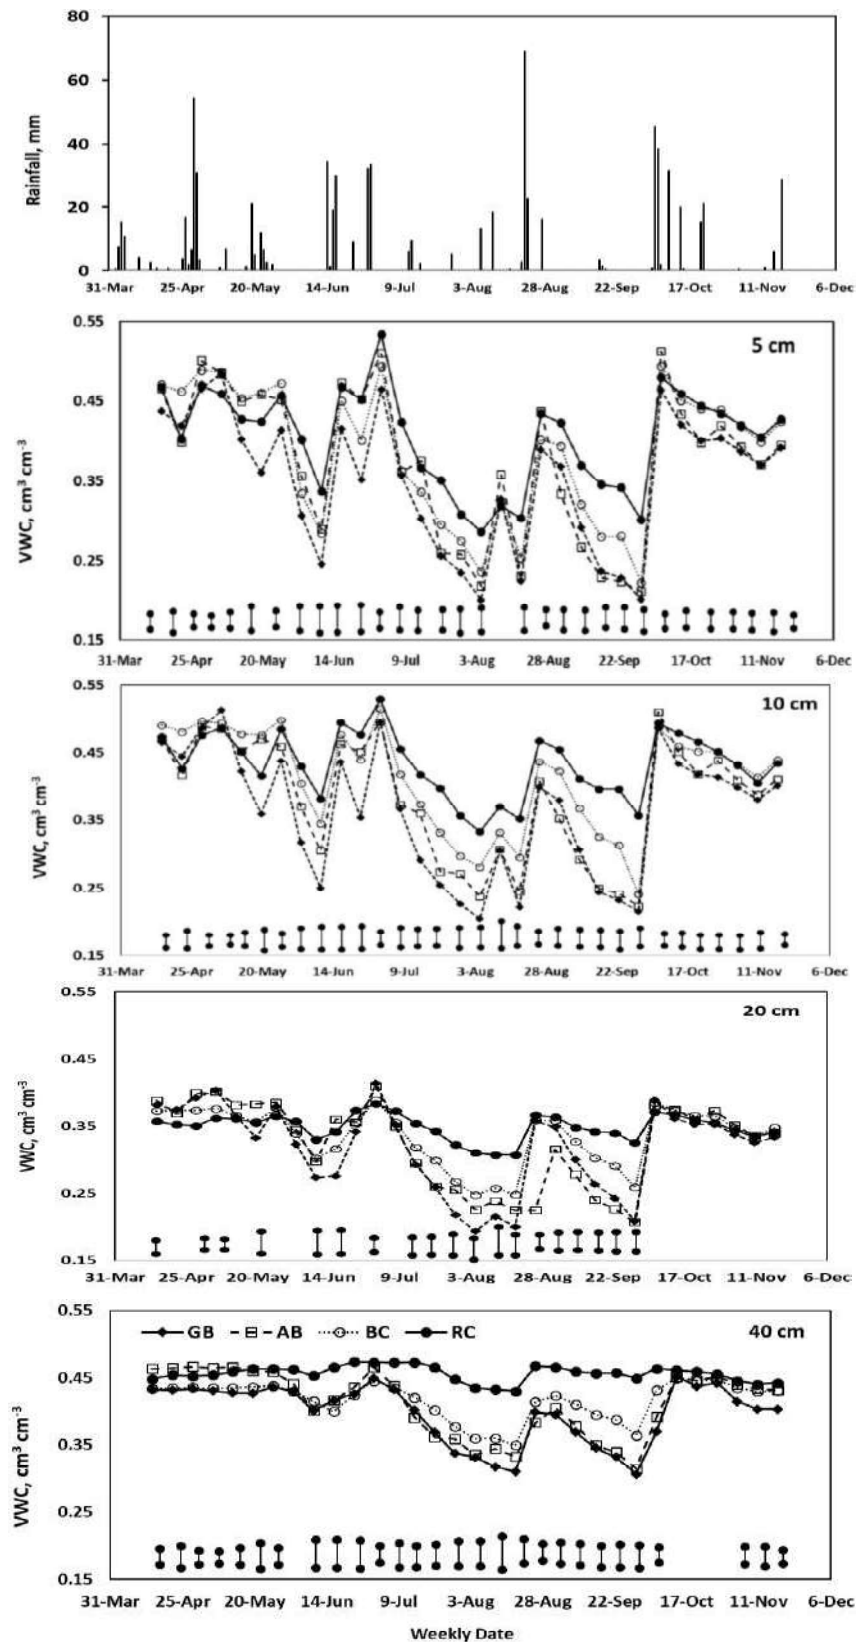 80
60
40
20
0
Rainfall, mm
31-Mar 25-Apr 20-May 14-Jun 9-Jul 3-Aug 28-Aug 22-Sep 17-Oct 11-Nov 6-Dec
5 cm
0.55
0.45
0.35
0.25
0.15
VWC, cm³ cm⁻³
31-Mar 25-Apr 20-May 14-Jun 9-Jul 3-Aug 28-Aug 22-Sep 17-Oct 11-Nov 6-Dec
10 cm
0.55
0.45
0.35
0.25
0.15
VWC, cm³ cm⁻³
31-Mar 25-Apr 20-May 14-Jun 9-Jul 3-Aug 28-Aug 22-Sep 17-Oct 11-Nov 6-Dec
20 cm
0.55
0.45
0.35
0.25
0.15
VWC, cm³ cm⁻³
31-Mar 25-Apr 20-May 14-Jun 9-Jul 3-Aug 28-Aug 22-Sep 17-Oct 11-Nov 6-Dec
GB AB BC RC 40 cm
0.55
0.45
0.35
0.25
0.15
VWC, cm³ cm⁻³
31-Mar 25-Apr 20-May 14-Jun 9-Jul 3-Aug 28-Aug 22-Sep 17-Oct 11-Nov 6-Dec
Weekly Date